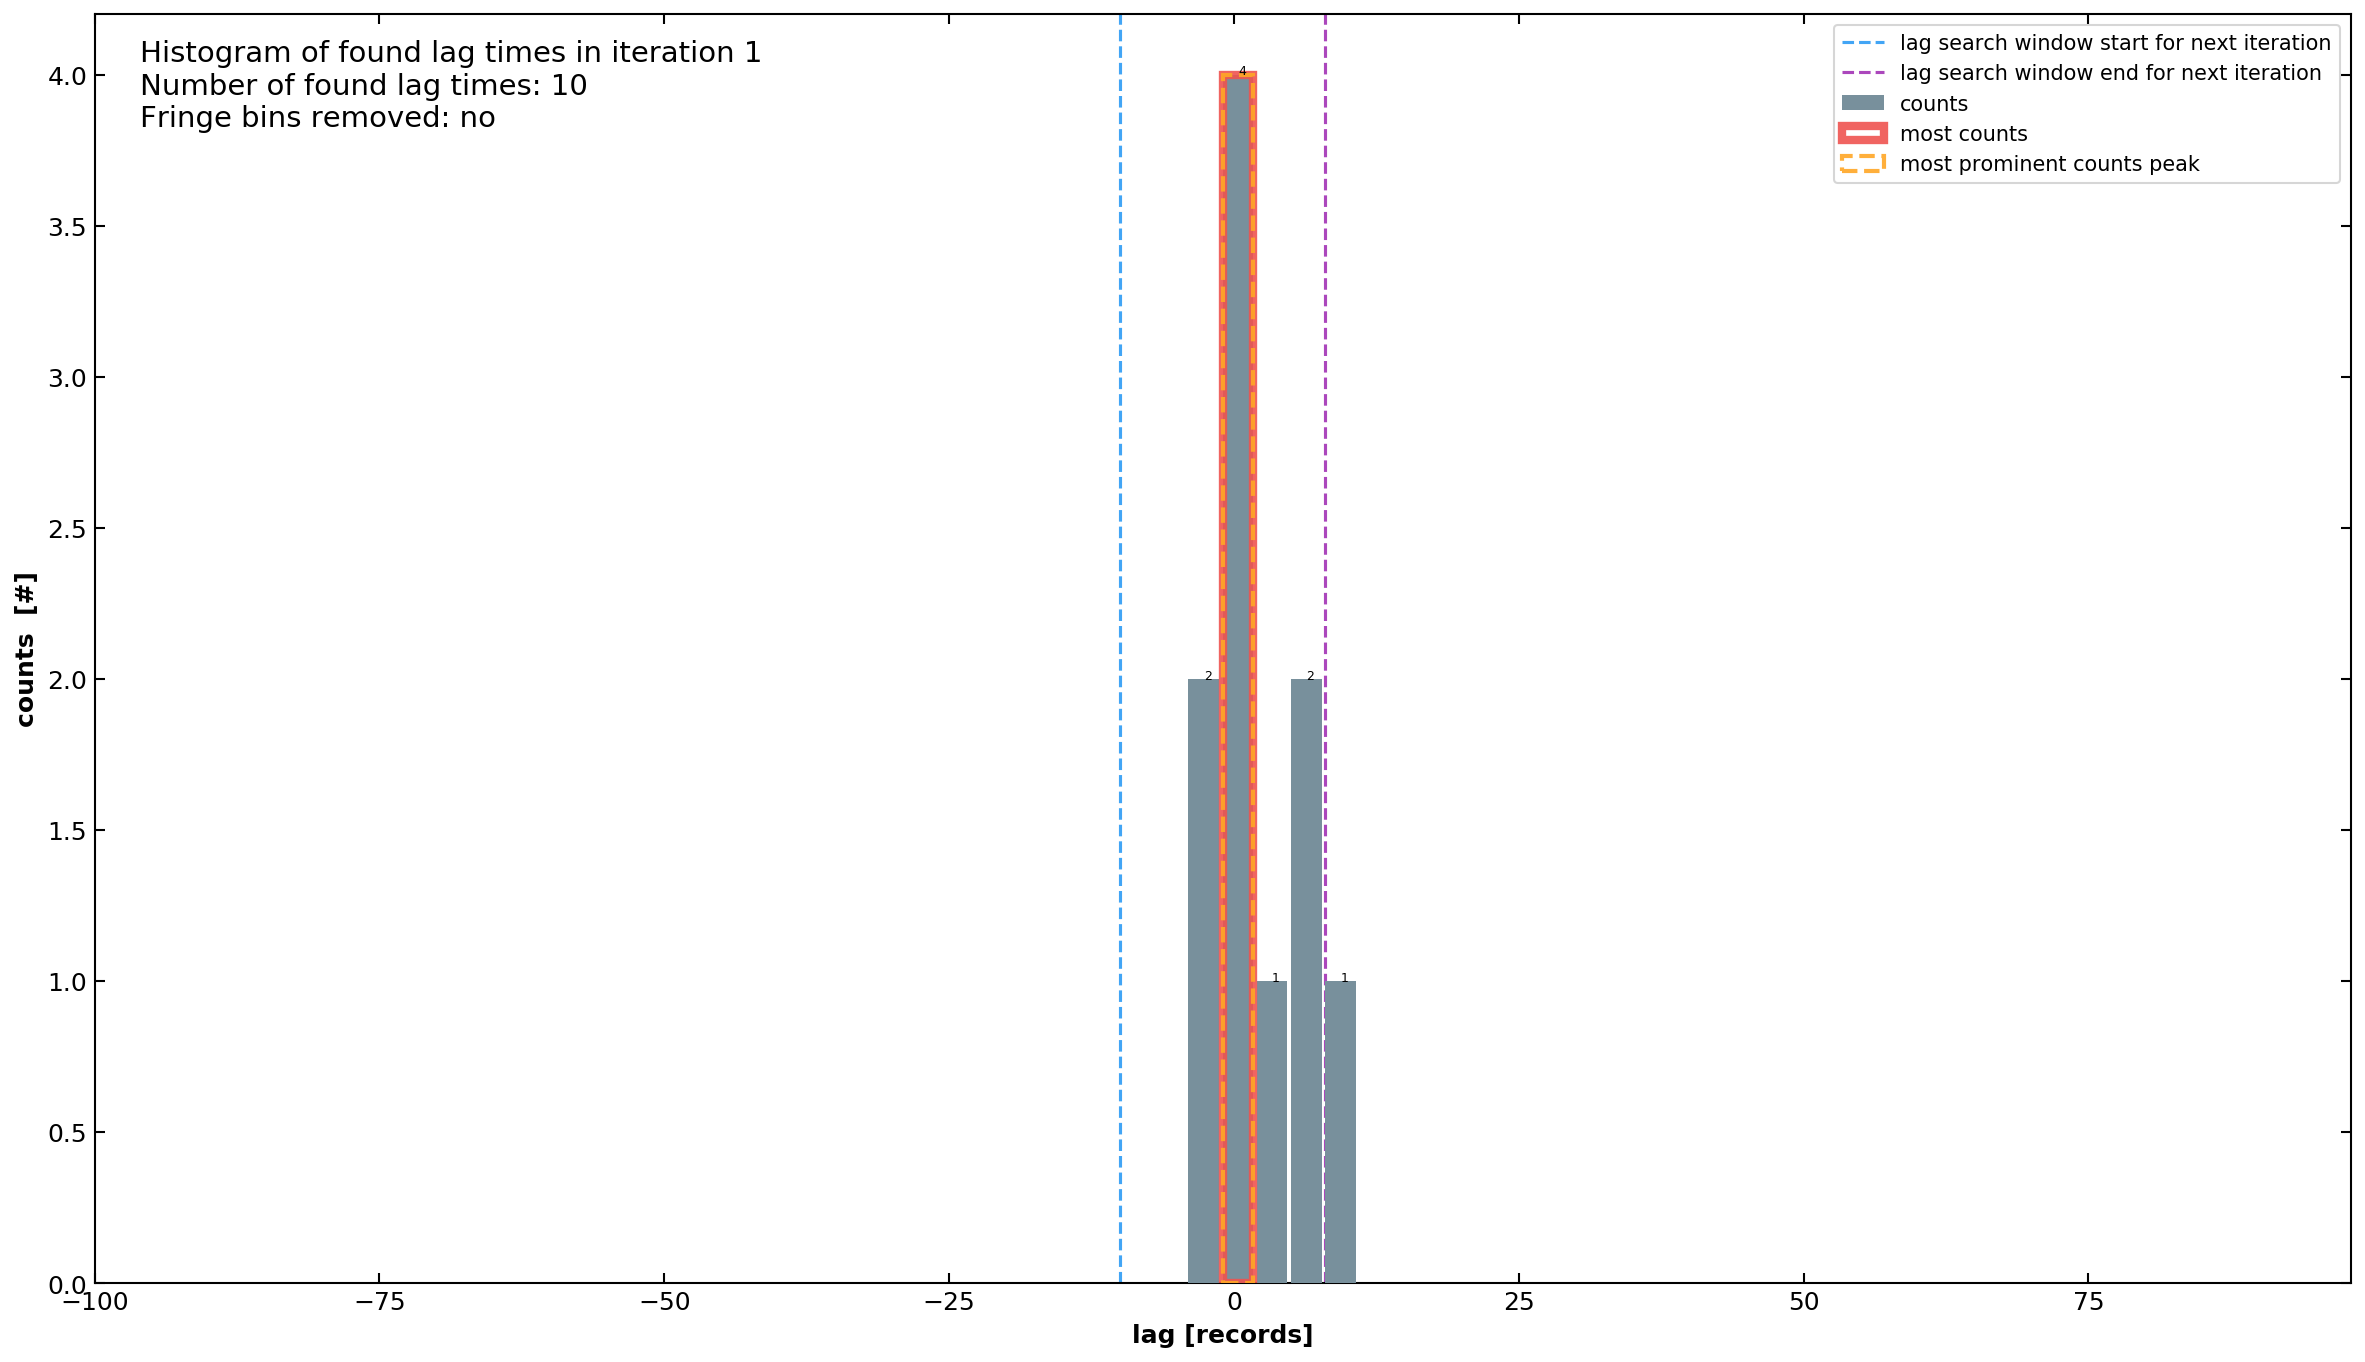 Histogram of found lag times in iteration 1
Number of found lag times: 10
Fringe bins removed: no
lag search window start for next iteration
lag search window end for next iteration
counts
most counts
most prominent counts peak
4
2
2
1
1
counts [#]
4.0
3.5
3.0
2.5
2.0
1.5
1.0
0.5
0.0
−100 −75 −50 −25 0 25 50 75
lag [records]